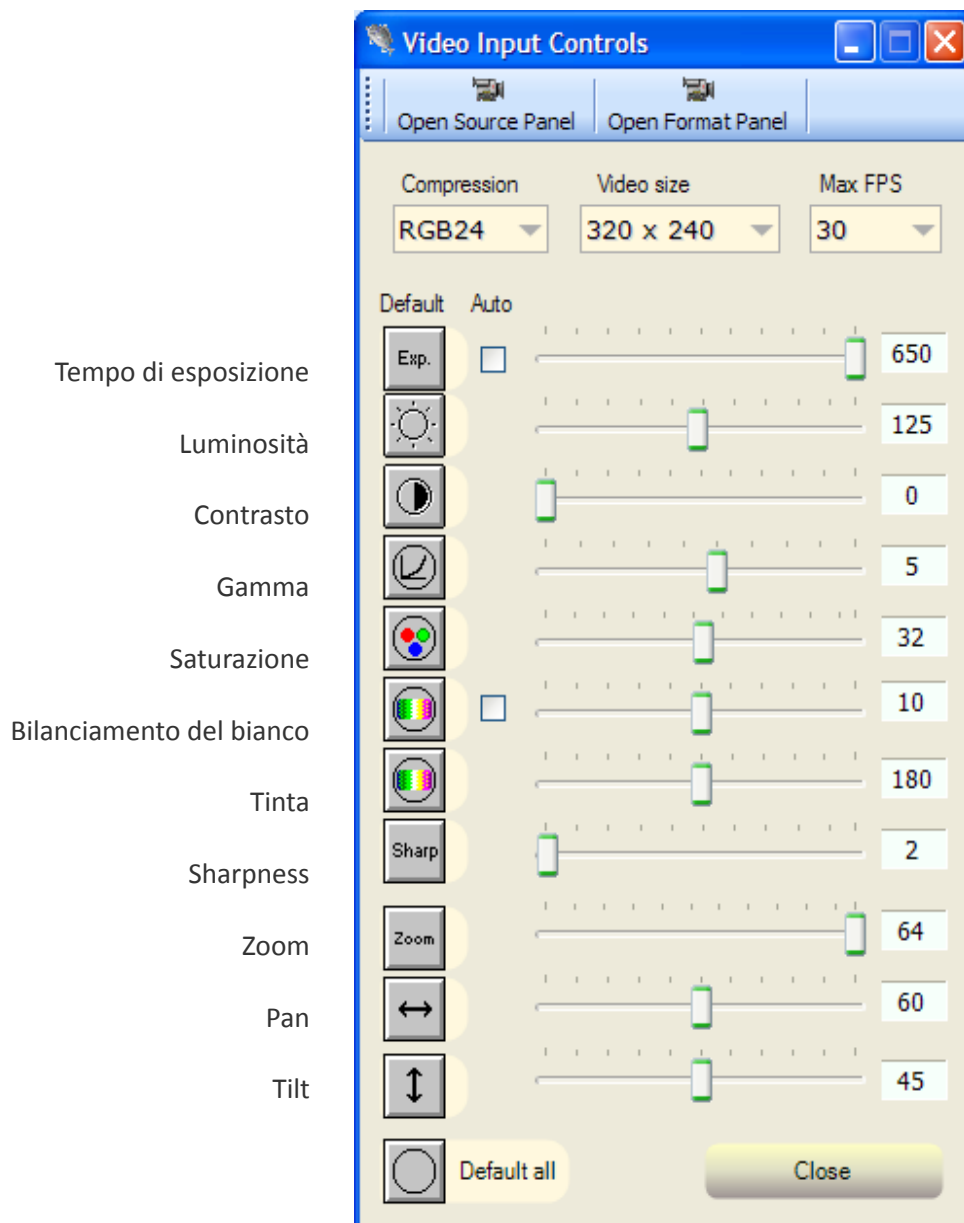 Video Input Controls
Open Source Panel Open Format Panel
Compression Video size Max FPS
RGB24 320 x 240 30
Default Auto
Tempo di esposizione Exp. 650
Luminosità 125
Contrasto 0
Gamma 5
Saturazione 32
Bilanciamento del bianco 10
Tinta 180
Sharpness Sharp 2
Zoom Zoom 64
Pan 60
Tilt 45
Default all Close